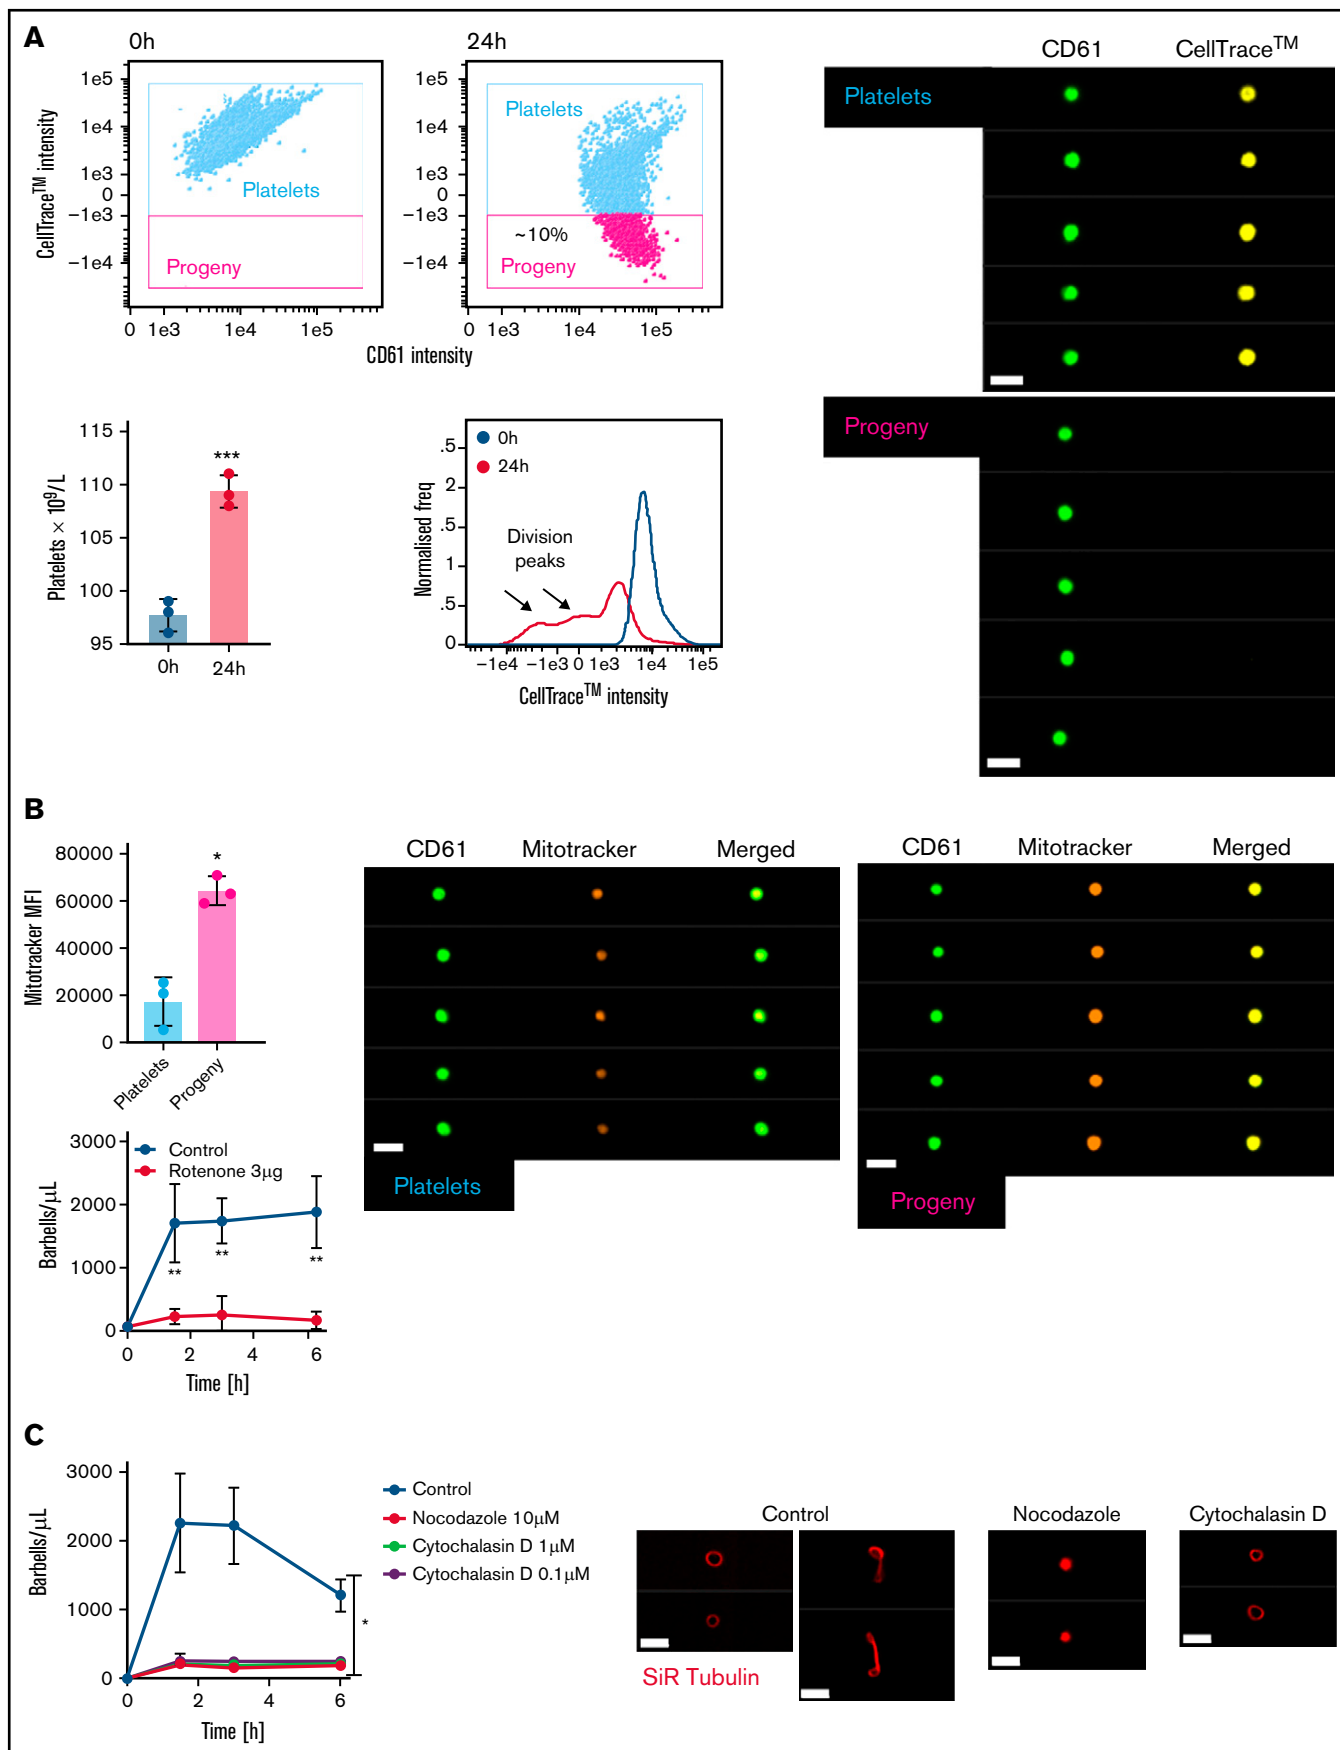 A
0h
24h
CellTrace™ intensity
1e5
1e4
1e3
0
−1e3
−1e4
Platelets
Progeny
0 1e3 1e4 1e5
1e5
1e4
1e3
0
−1e3
−1e4
Platelets
~10%
Progeny
0 1e3 1e4 1e5
CD61 intensity
CD61 CellTrace™
Platelets
Progeny
Platelets × 10⁹/L
115
110
105
100
95
***
0h
24h
Normalised freq
.5
2
.5
1
.5
0
0h
24h
Division
peaks
−1e4 −1e3 0 1e3 1e4 1e5
CellTrace™ intensity
B
Mitotracker MFI
80000
60000
40000
20000
0
*
Platelets
Progeny
CD61 Mitotracker Merged
Platelets
CD61 Mitotracker Merged
Progeny
Barbells/μL
3000
2000
1000
0
Control
Rotenone 3μg
**
**
**
0 2 4 6
Time [h]
C
Barbells/μL
3000
2000
1000
0
0 2 4 6
Time [h]
*
Control
Nocodazole 10μM
Cytochalasin D 1μM
Cytochalasin D 0.1μM
Control
Nocodazole
Cytochalasin D
SiR Tubulin